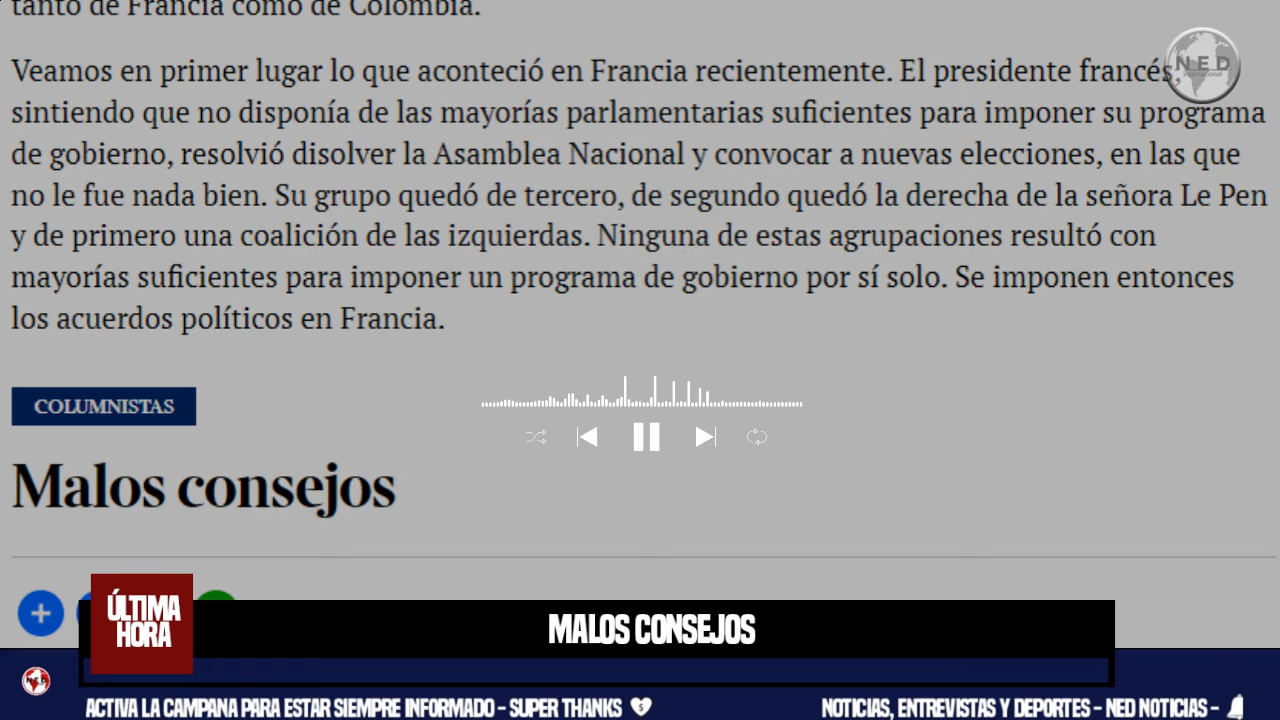 tanto de Francia como de Colombia.
Veamos en primer lugar lo que aconteció en Francia recientemente. El presidente francés,
sintiendo que no disponía de las mayorías parlamentarias suficientes para imponer su programa
de gobierno, resolvió disolver la Asamblea Nacional y convocar a nuevas elecciones, en las que
no le fue nada bien. Su grupo quedó de tercero, de segundo quedó la derecha de la señora Le Pen
y de primero una coalición de las izquierdas. Ninguna de estas agrupaciones resultó con
mayorías suficientes para imponer un programa de gobierno por sí solo. Se imponen entonces
los acuerdos políticos en Francia.
NED
International
COLUMNISTAS
Malos consejos
ÚLTIMA
HORA
MALOS CONSEJOS
NED
ACTIVA LA CAMPANA PARA ESTAR SIEMPRE INFORMADO - SUPER THANKS
NOTICIAS, ENTREVISTAS Y DEPORTES - NED NOTICIAS -